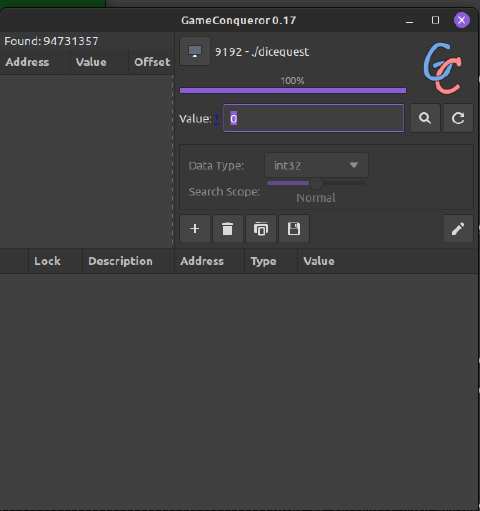 GameConqueror 0.17
Found: 94731357
9192 - ./dicequest
Address Value Offset
100%
Value: ? 0
Data Type: int32
Search Scope: Normal
Lock Description Address Type Value